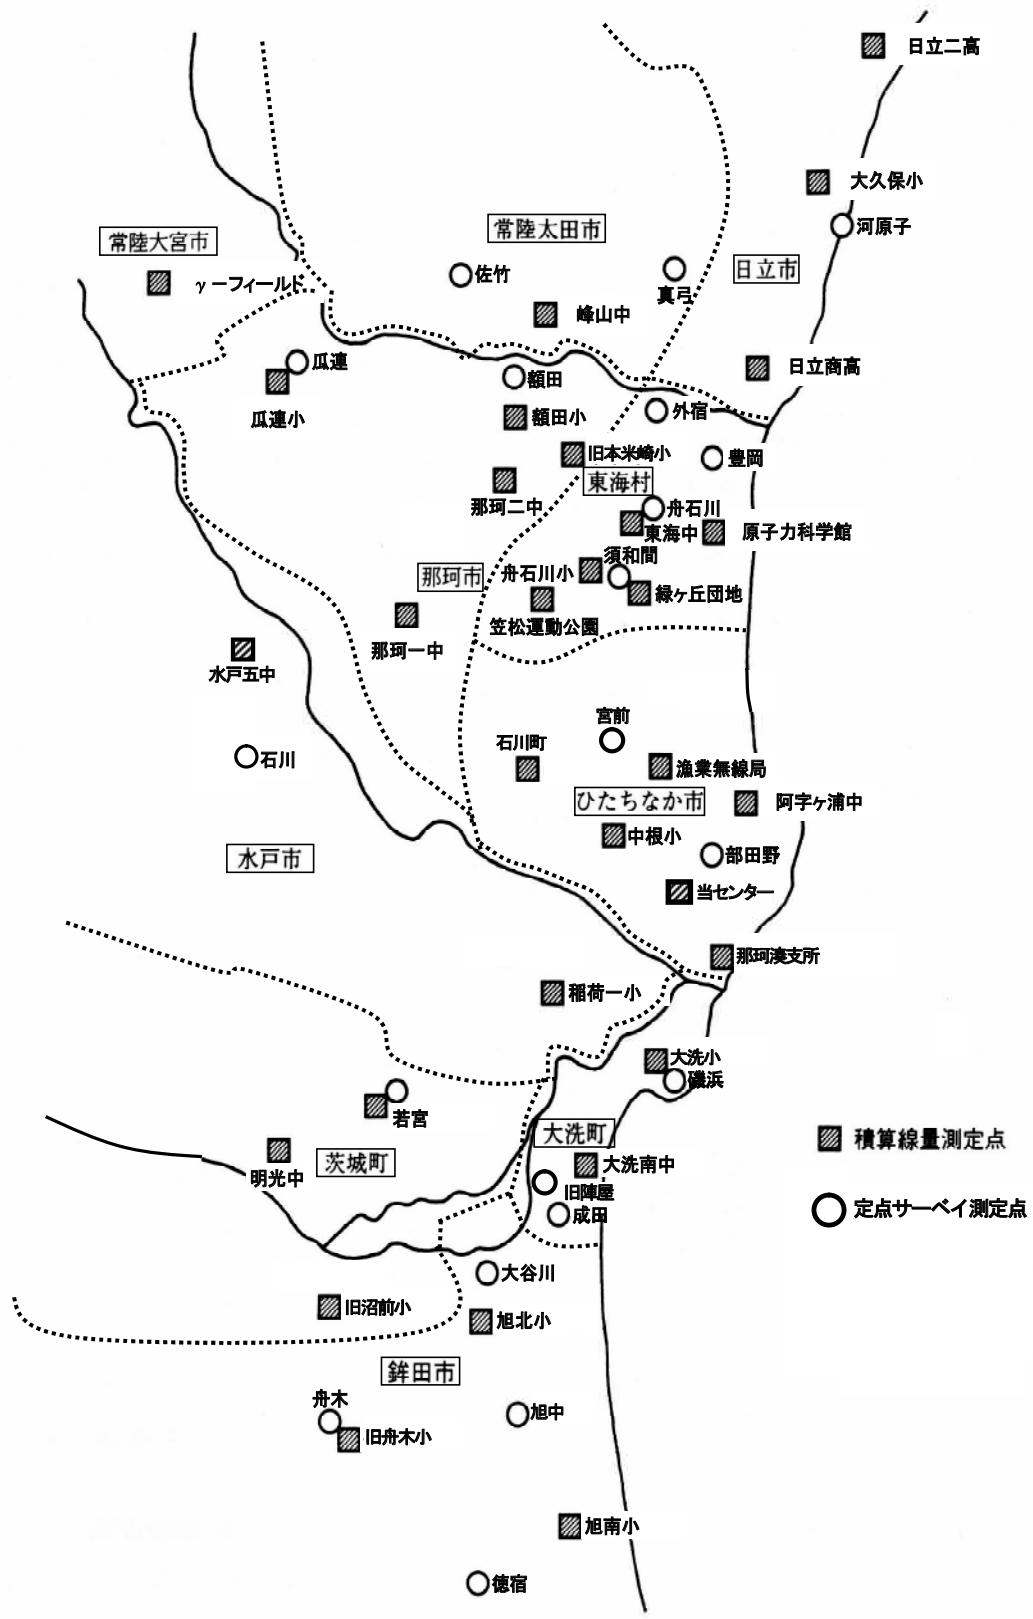 日立二高
大久保小
河原子
常陸太田市
常陸大宮市
日立市
佐竹
γーフィールド
真弓
峰山中
瓜連
日立商高
額田
瓜連小
額田小
外宿
旧本米崎小
豊岡
東海村
那珂二中
舟石川
東海中
原子力科学館
須和間
舟石川小
那珂市
緑ヶ丘団地
笠松運動公園
那珂一中
水戸五中
宮前
石川町
石川
漁業無線局
ひたちなか市
阿字ヶ浦中
中根小
水戸市
部田野
当センター
那珂湊支所
稲荷一小
大洗小
磯浜
若宮
大洗町
積算線量測定点
茨城町
大洗南中
明光中
旧陣屋
定点サーベイ測定点
成田
大谷川
旧沼前小
旭北小
鉾田市
舟木
旭中
旧舟木小
旭南小
徳宿